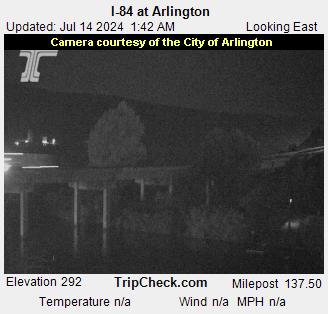 I-84 at Arlington
Updated: Jul 14 2024 1:42 AM Looking East
Camera courtesy of the City of Arlington
Elevation 292 TripCheck.com Milepost 137.50
Temperature n/a Wind n/a MPH n/a